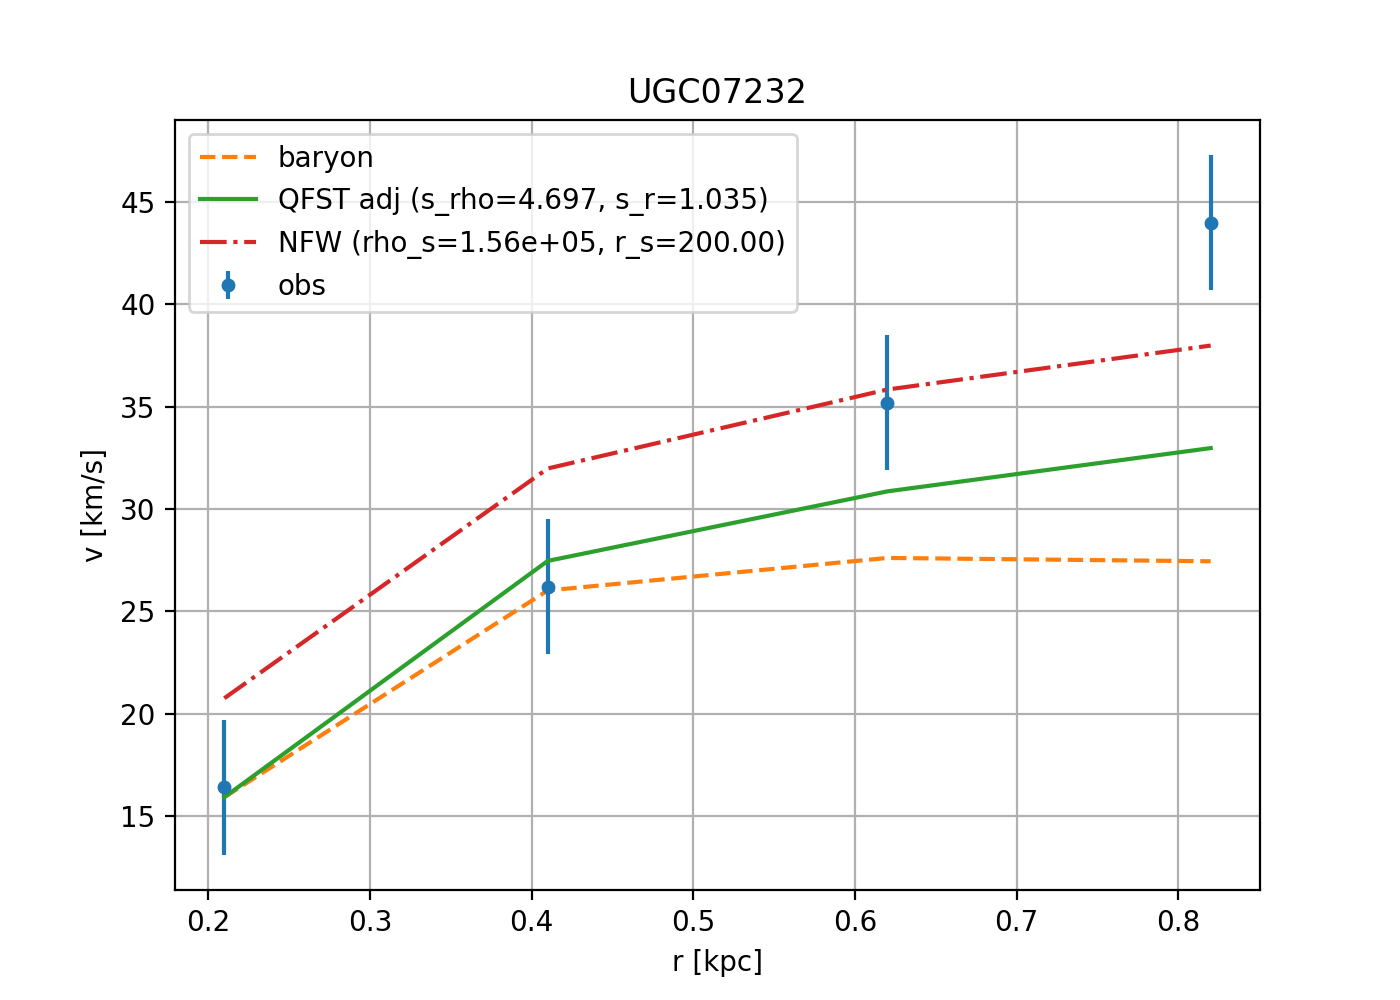 UGC07232
baryon
QFST adj (s_rho=4.697, s_r=1.035)
NFW (rho_s=1.56e+05, r_s=200.00)
obs
v [km/s]
45
40
35
30
25
20
15
0.2 0.3 0.4 0.5 0.6 0.7 0.8
r [kpc]